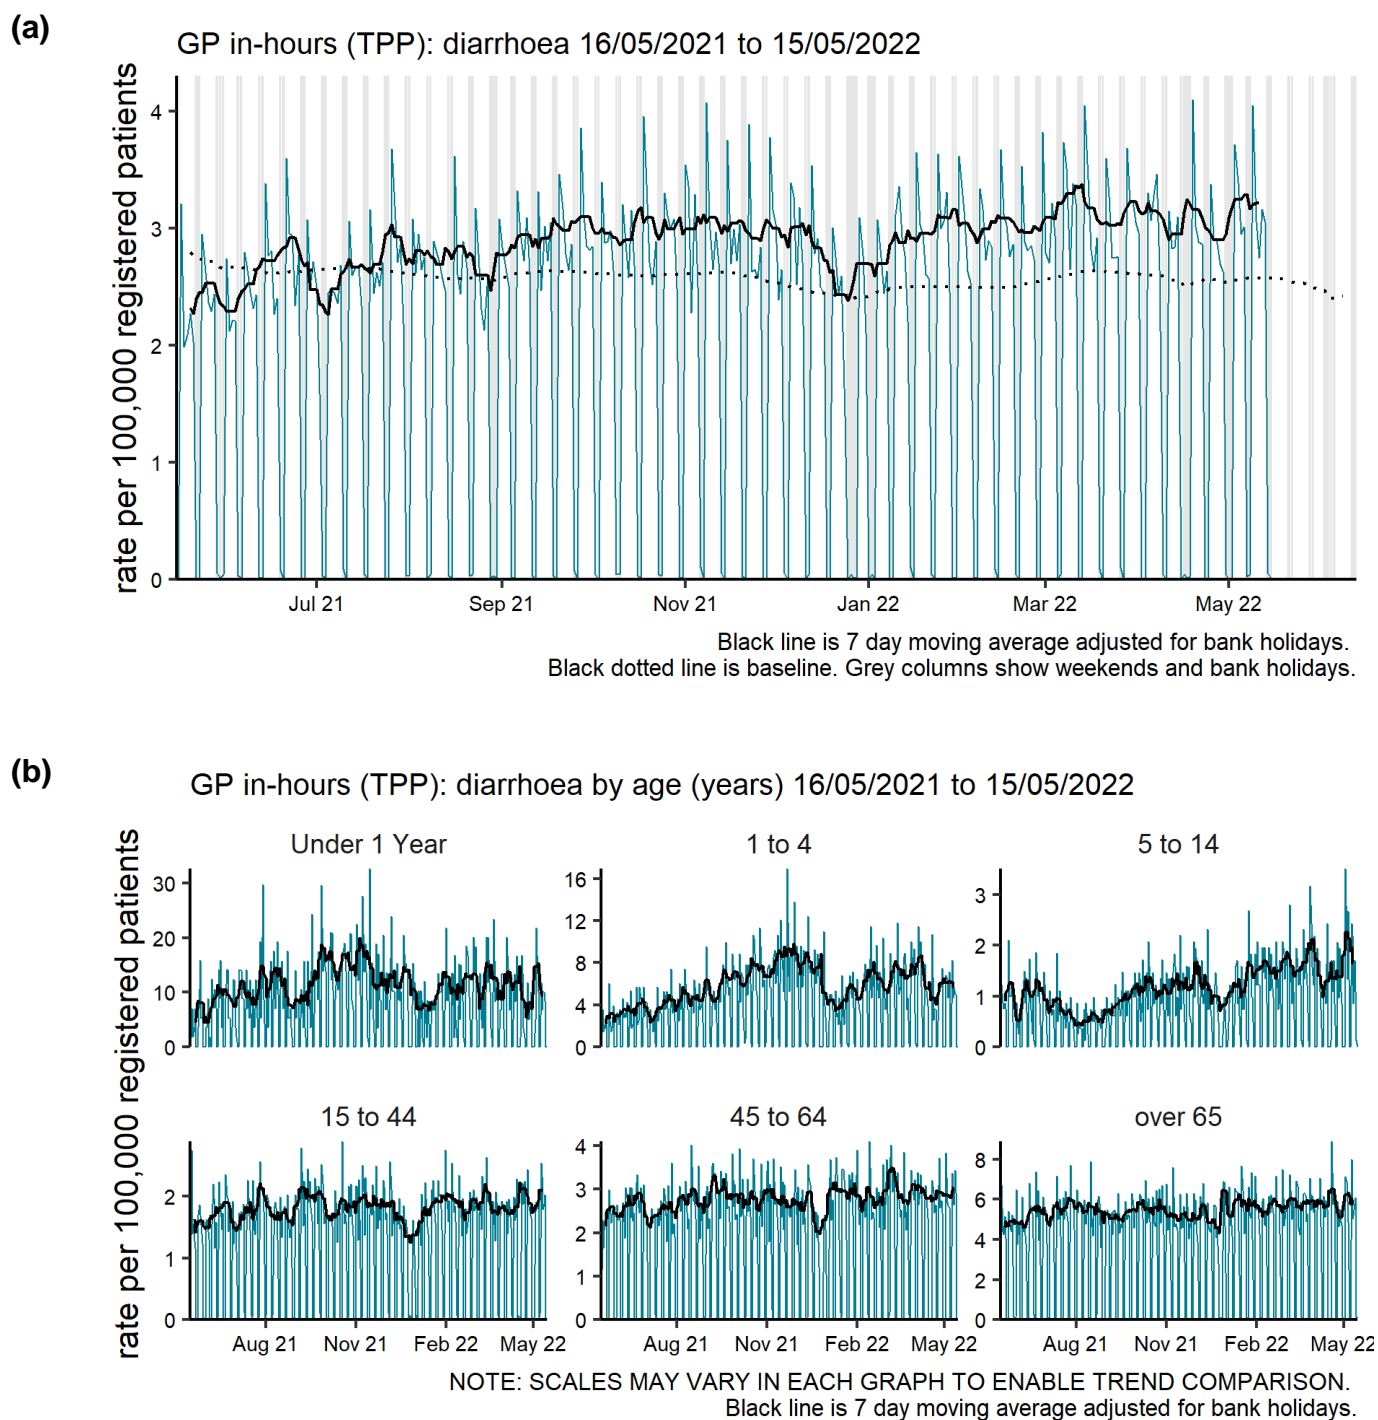 (a)
GP in-hours (TPP): diarrhoea 16/05/2021 to 15/05/2022
rate per 100,000 registered patients
4
3
2
1
0
Jul 21 Sep 21 Nov 21 Jan 22 Mar 22 May 22
Black line is 7 day moving average adjusted for bank holidays.
Black dotted line is baseline. Grey columns show weekends and bank holidays.
(b)
GP in-hours (TPP): diarrhoea by age (years) 16/05/2021 to 15/05/2022
rate per 100,000 registered patients
Under 1 Year
30
20
10
0
1 to 4
16
12
8
4
0
5 to 14
3
2
1
0
15 to 44
2
1
0
Aug 21 Nov 21 Feb 22 May 22
45 to 64
4
3
2
1
0
Aug 21 Nov 21 Feb 22 May 22
over 65
8
6
4
2
0
Aug 21 Nov 21 Feb 22 May 22
NOTE: SCALES MAY VARY IN EACH GRAPH TO ENABLE TREND COMPARISON.
Black line is 7 day moving average adjusted for bank holidays.